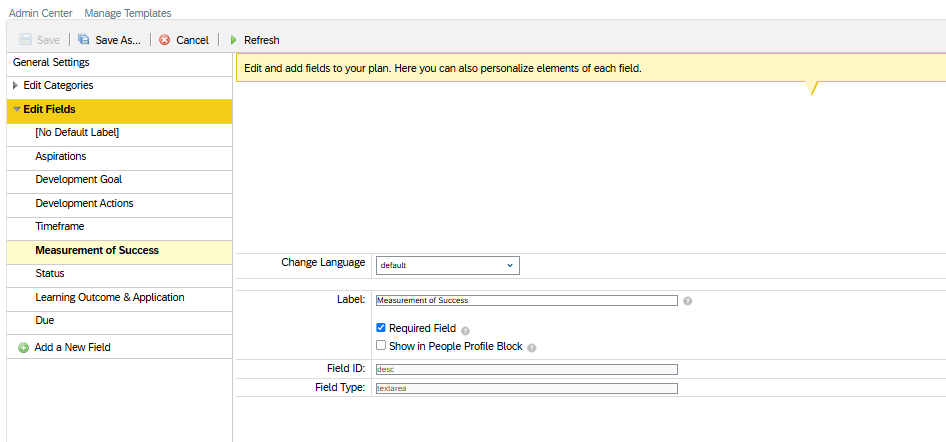 Admin Center Manage Templates
Save Save As... Cancel Refresh
General Settings
Edit and add fields to your plan. Here you can also personalize elements of each field.
Edit Categories
Edit Fields
[No Default Label]
Aspirations
Development Goal
Development Actions
Timeframe
Measurement of Success
Status
Learning Outcome & Application
Due
Add a New Field
Change Language default
Label: Measurement of Success ?
Required Field ?
Show in People Profile Block ?
Field ID: desc
Field Type: textarea